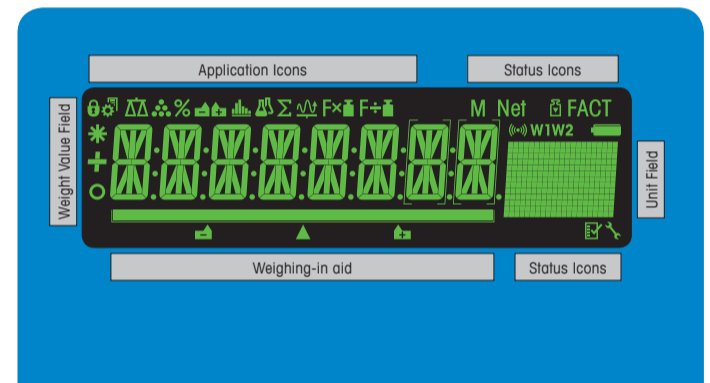 Application Icons
Status Icons
% Σ F× F÷ M Net FACT
W1W2
Weight Value Field
Unit Field
Weighing-in aid
Status Icons